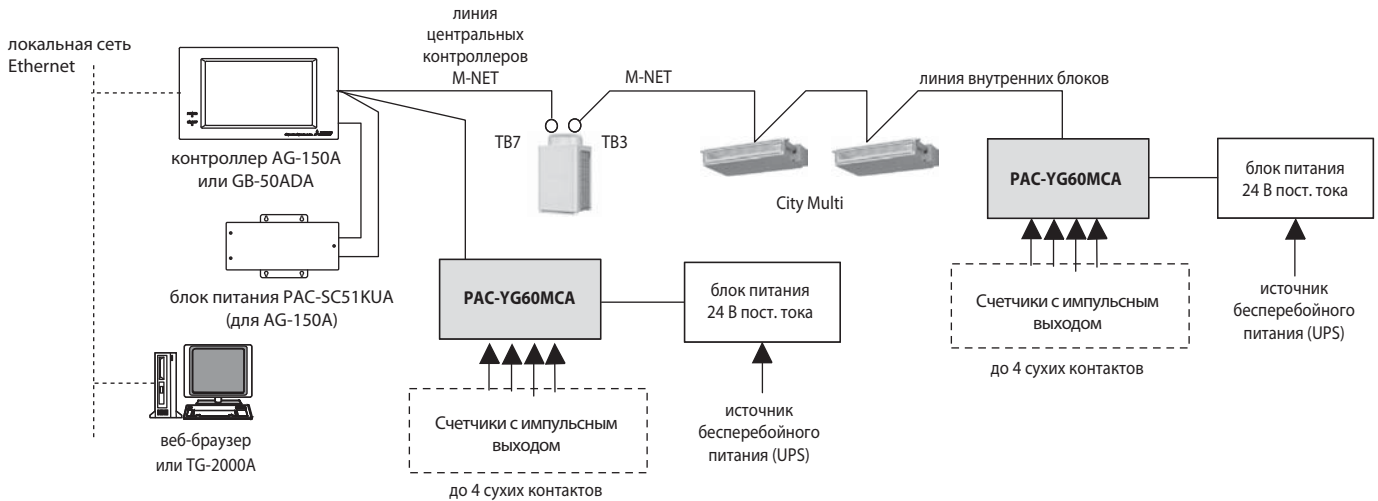 локальная сеть
Ethernet
контроллер AG-150A
или GB-50ADA
блок питания PAC-SC51KUA
(для AG-150A)
веб-браузер
или TG-2000A
линия
центральных
контроллеров
M-NET
TB7
TB3
M-NET
City Multi
линия внутренних блоков
PAC-YG60MCA
блок питания
24 В пост. тока
Счетчики с импульсным
выходом
до 4 сухих контактов
источник
бесперебойного
питания (UPS)
PAC-YG60MCA
блок питания
24 В пост. тока
Счетчики с импульсным
выходом
до 4 сухих контактов
источник
бесперебойного
питания (UPS)